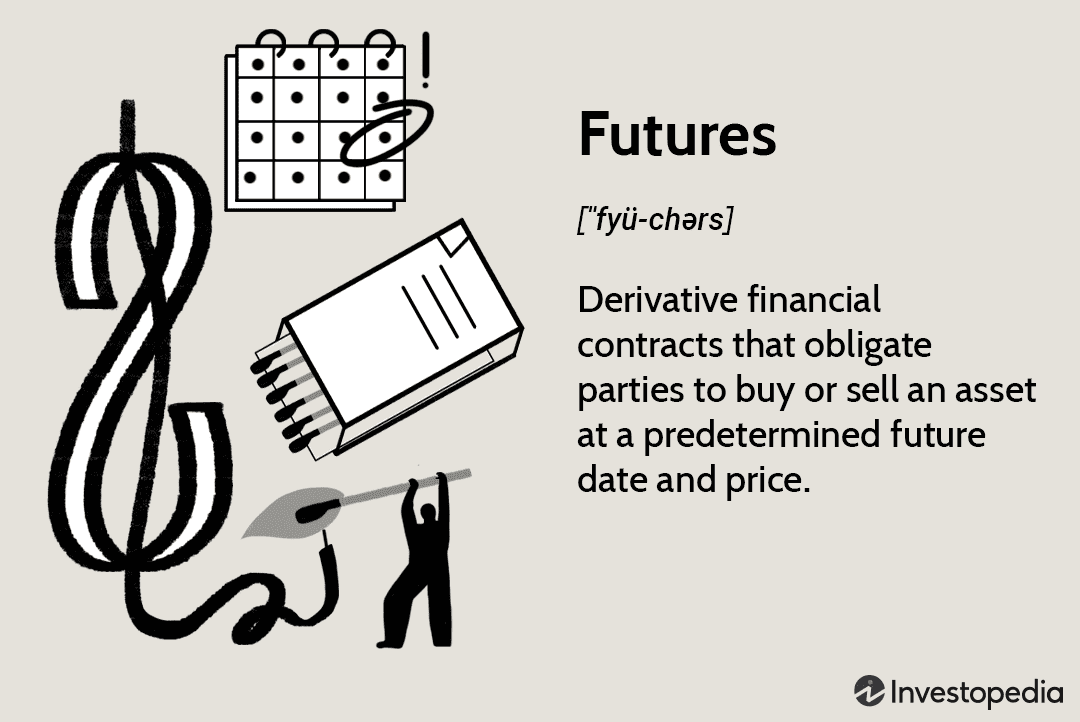 Futures
["fyü-chərs]
Derivative financial
contracts that obligate
parties to buy or sell an asset
at a predetermined future
date and price.
Investopedia